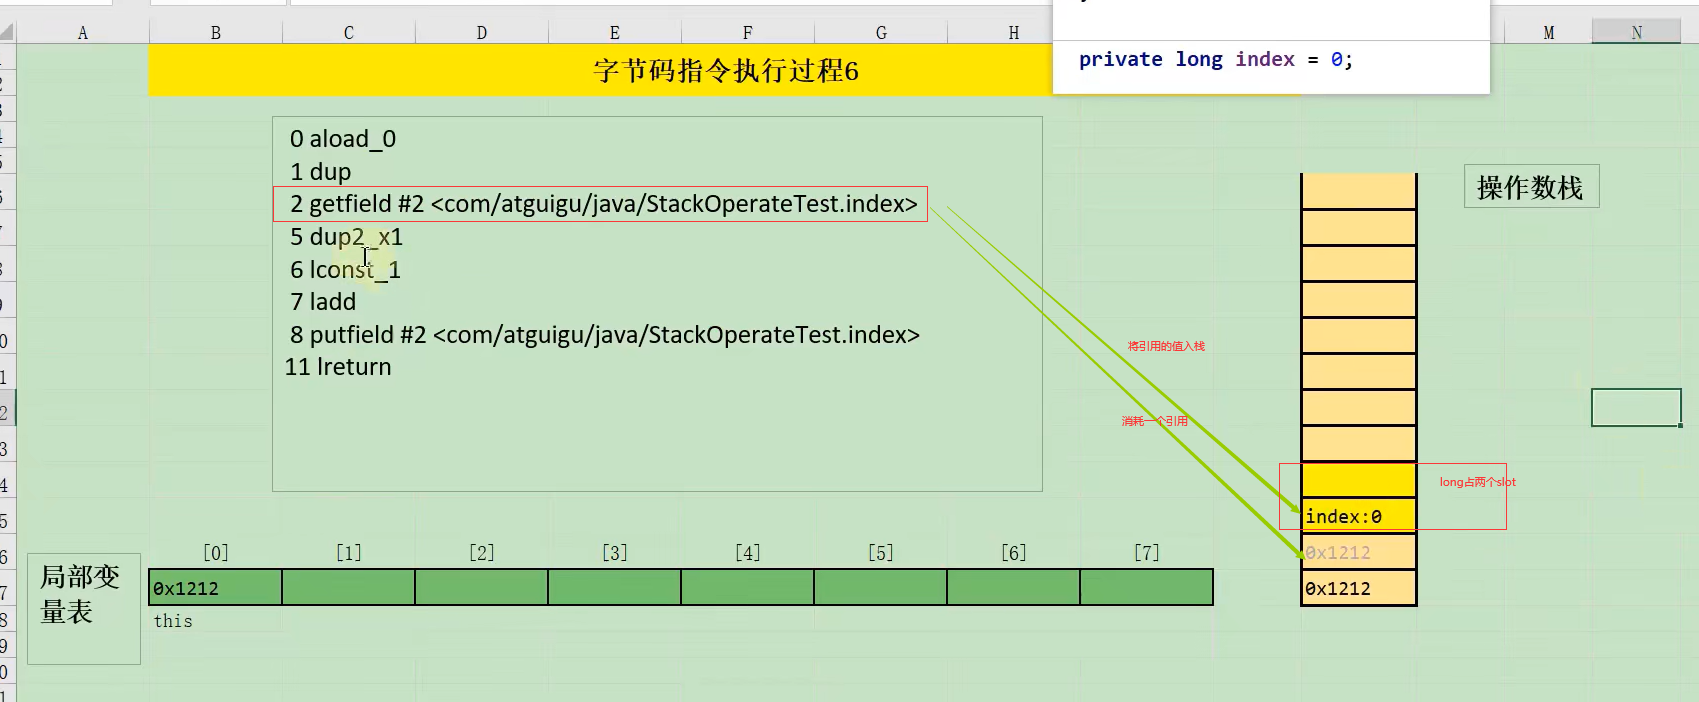 A B C D E F G H M N
private long index = 0;
字节码指令执行过程6
0 aload_0
1 dup
2 getfield #2 <com/atguigu/java/StackOperateTest.index>
5 dup2_x1
6 lconst_1
7 ladd
8 putfield #2 <com/atguigu/java/StackOperateTest.index>
11 lreturn
操作数栈
将引用的值入栈
消耗一个引用
long占两个slot
index:0
0x1212
0x1212
[0] [1] [2] [3] [4] [5] [6] [7]
局部变
量表
0x1212
this